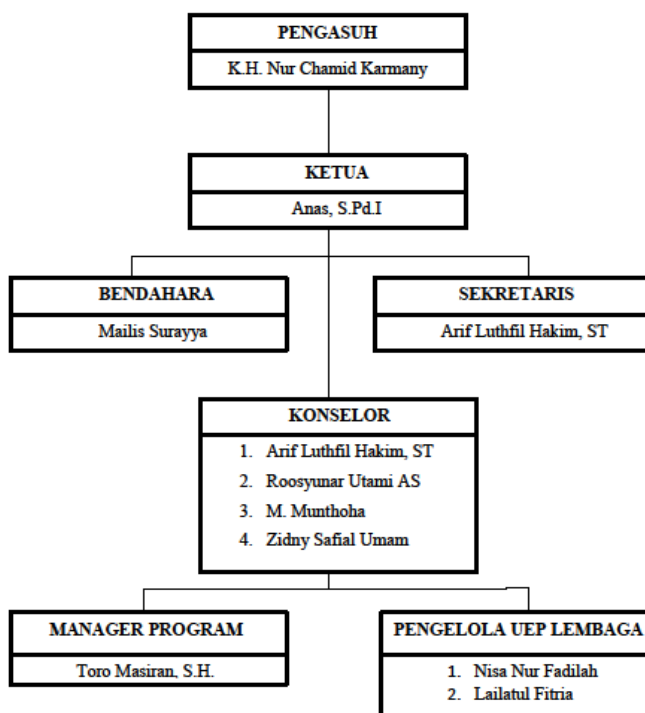 PENGASUH
K.H. Nur Chamid Karmany
KETUA
Anas, S.Pd.I
BENDAHARA
Mailis Surayya
SEKRETARIS
Arif Luthfil Hakim, ST
KONSELOR
1. Arif Luthfil Hakim, ST
2. Roosyunar Utami AS
3. M. Munthoha
4. Zidny Safial Umam
MANAGER PROGRAM
Toro Masiran, S.H.
PENGELOLA UEP LEMBAGA
1. Nisa Nur Fadilah
2. Lailatul Fitria